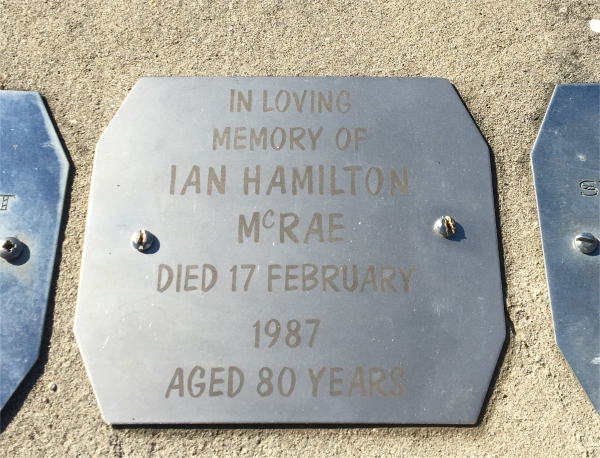 IN LOVING
MEMORY OF
IAN HAMILTON
McRAE
DIED 17 FEBRUARY
1987
AGED 80 YEARS